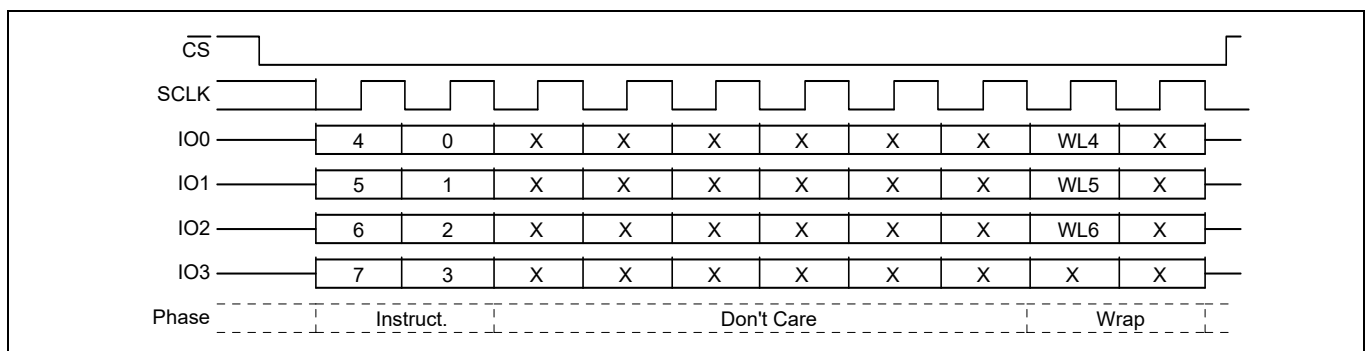 CS
SCLK
IO0 4 0 X X X X X X WL4 X
IO1 5 1 X X X X X X WL5 X
IO2 6 2 X X X X X X WL6 X
IO3 7 3 X X X X X X X X
Phase Instruct. Don't Care Wrap